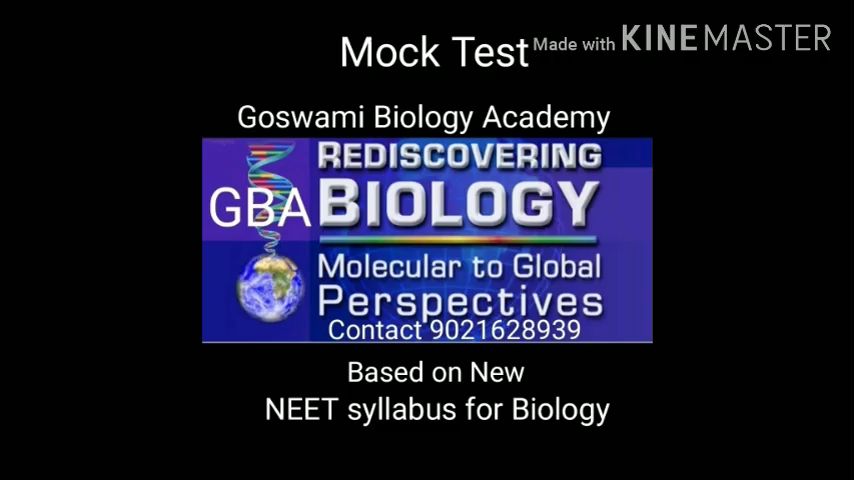 Mock Test
Made with KINEMASTER
Goswami Biology Academy
REDISCOVERING
GBA
BIOLOGY
Molecular to Global
Perspectives
Contact 9021628939
Based on New
NEET syllabus for Biology